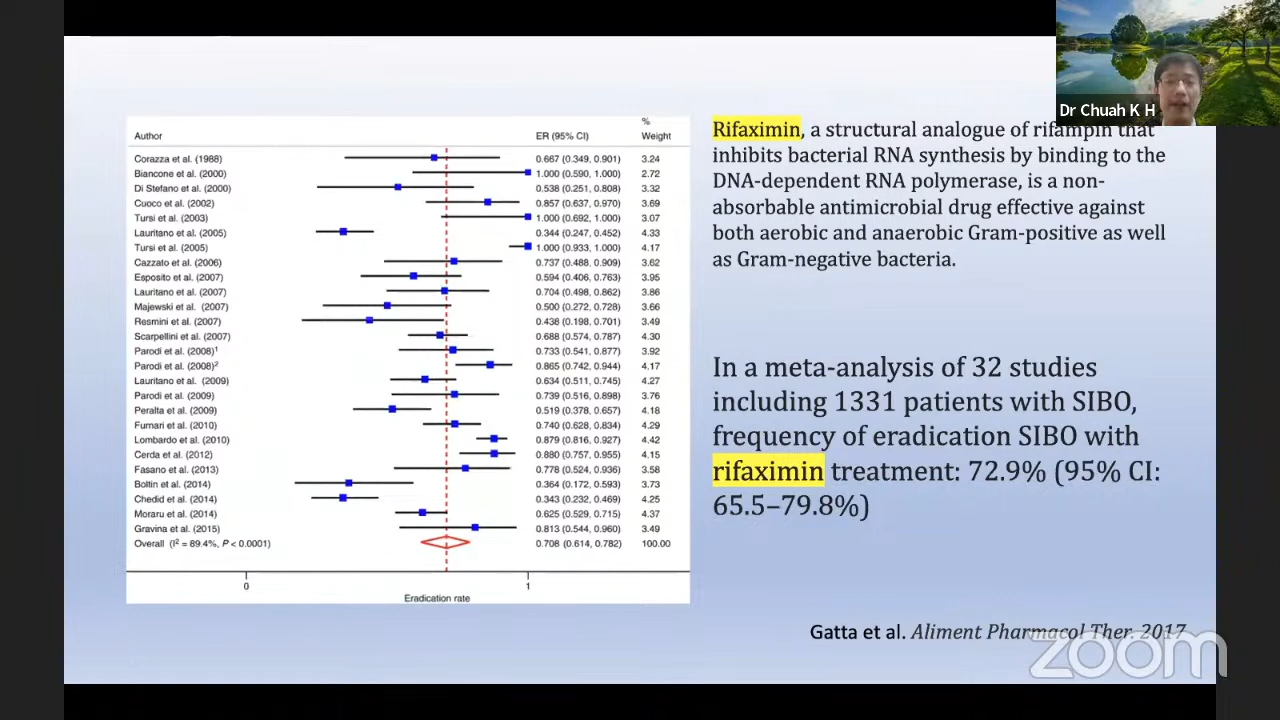 Dr Chuah K H
Author ER (95% CI) % Weight
Corazza et al. (1988) 0.667 (0.349, 0.901) 3.24
Biancone et al. (2000) 1.000 (0.590, 1.000) 2.72
Di Stefano et al. (2000) 0.538 (0.251, 0.808) 3.32
Cuoco et al. (2002) 0.857 (0.637, 0.970) 3.69
Tursi et al. (2003) 1.000 (0.692, 1.000) 3.07
Lauritano et al. (2005) 0.344 (0.247, 0.452) 4.33
Tursi et al. (2005) 1.000 (0.933, 1.000) 4.17
Cazzato et al. (2006) 0.737 (0.488, 0.909) 3.62
Esposito et al. (2007) 0.594 (0.406, 0.763) 3.95
Lauritano et al. (2007) 0.704 (0.498, 0.862) 3.86
Majewski et al. (2007) 0.500 (0.272, 0.728) 3.66
Resmini et al. (2007) 0.438 (0.198, 0.701) 3.49
Scarpellini et al. (2007) 0.688 (0.574, 0.787) 4.30
Parodi et al. (2008)¹ 0.733 (0.541, 0.877) 3.92
Parodi et al. (2008)² 0.865 (0.742, 0.944) 4.17
Lauritano et al. (2009) 0.634 (0.511, 0.745) 4.27
Parodi et al. (2009) 0.739 (0.516, 0.898) 3.76
Peralta et al. (2009) 0.519 (0.378, 0.657) 4.18
Furnari et al. (2010) 0.740 (0.628, 0.834) 4.29
Lombardo et al. (2010) 0.879 (0.816, 0.927) 4.42
Cerda et al. (2012) 0.880 (0.757, 0.955) 4.15
Fasano et al. (2013) 0.778 (0.524, 0.936) 3.58
Boltin et al. (2014) 0.364 (0.172, 0.593) 3.73
Chedid et al. (2014) 0.343 (0.232, 0.469) 4.25
Moraru et al. (2014) 0.625 (0.529, 0.715) 4.37
Gravina et al. (2015) 0.813 (0.544, 0.960) 3.49
Overall (I² = 89.4%, P < 0.0001) 0.708 (0.614, 0.782) 100.00
0 1
Eradication rate
Rifaximin, a structural analogue of rifampin that
inhibits bacterial RNA synthesis by binding to the
DNA-dependent RNA polymerase, is a non-
absorbable antimicrobial drug effective against
both aerobic and anaerobic Gram-positive as well
as Gram-negative bacteria.
In a meta-analysis of 32 studies
including 1331 patients with SIBO,
frequency of eradication SIBO with
rifaximin treatment: 72.9% (95% CI:
65.5–79.8%)
Gatta et al. Aliment Pharmacol Ther. 2017
zoom